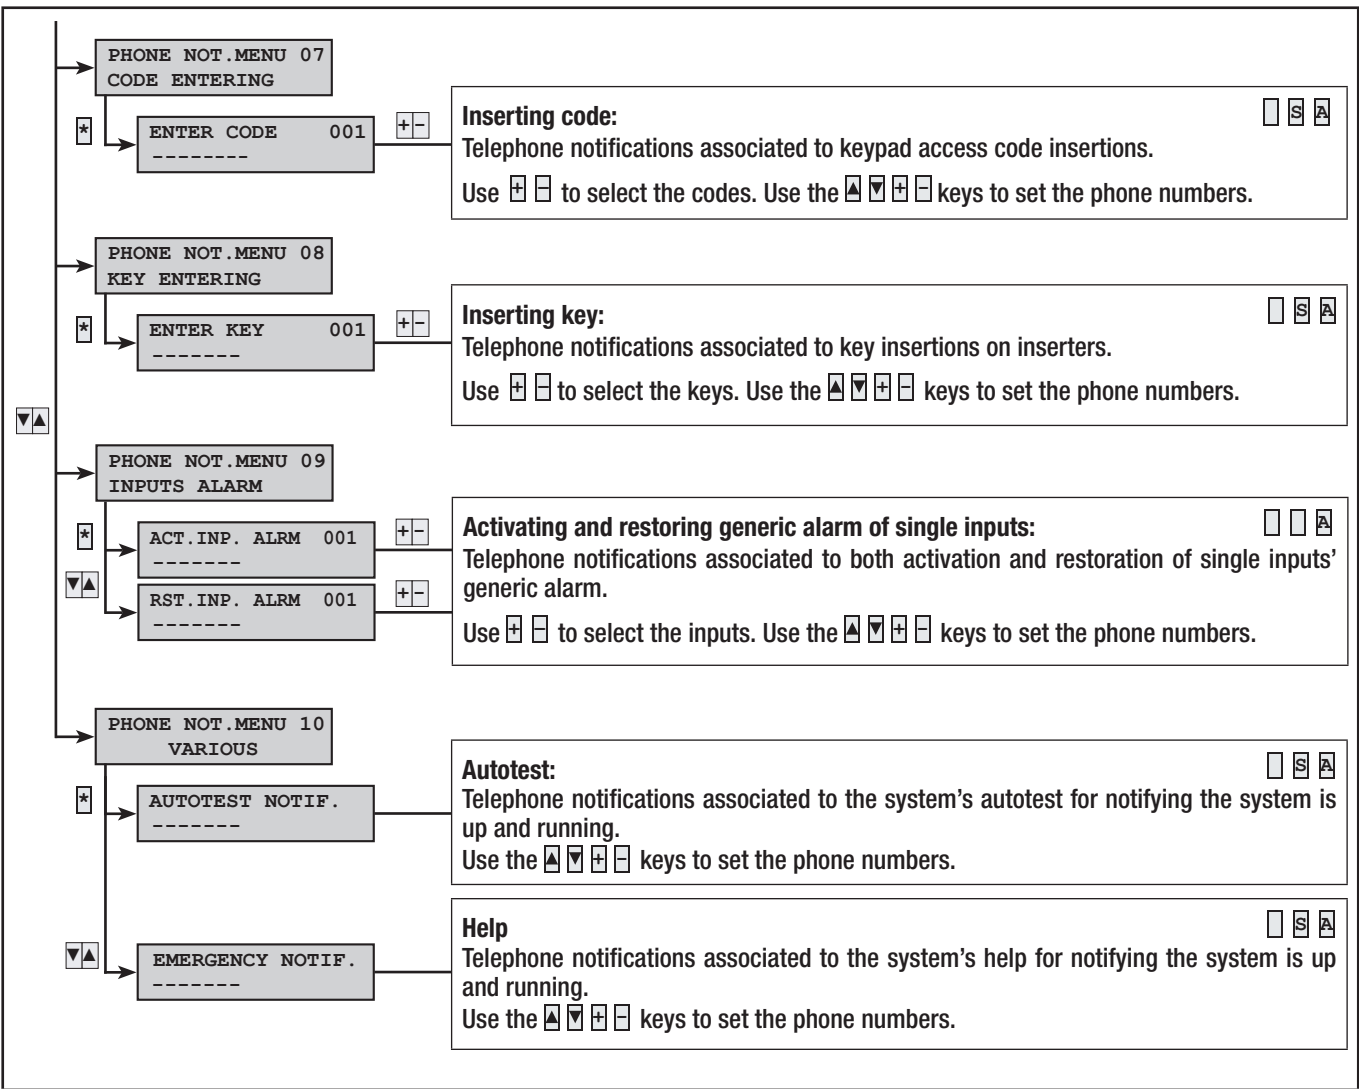 PHONE NOT.MENU 07
CODE ENTERING
*
ENTER CODE 001
--------
+ -
Inserting code:
S A
Telephone notifications associated to keypad access code insertions.
Use + - to select the codes. Use the ▲ ▼ + - keys to set the phone numbers.
PHONE NOT.MENU 08
KEY ENTERING
*
ENTER KEY 001
-------
+ -
Inserting key:
S A
Telephone notifications associated to key insertions on inserters.
Use + - to select the keys. Use the ▲ ▼ + - keys to set the phone numbers.
▼ ▲
PHONE NOT.MENU 09
INPUTS ALARM
*
ACT.INP. ALRM 001
-------
+ -
▼ ▲
RST.INP. ALRM 001
-------
+ -
Activating and restoring generic alarm of single inputs:
A
Telephone notifications associated to both activation and restoration of single inputs'
generic alarm.
Use + - to select the inputs. Use the ▲ ▼ + - keys to set the phone numbers.
PHONE NOT.MENU 10
VARIOUS
*
AUTOTEST NOTIF.
-------
Autotest:
S A
Telephone notifications associated to the system's autotest for notifying the system is
up and running.
Use the ▲ ▼ + - keys to set the phone numbers.
▼ ▲
EMERGENCY NOTIF.
-------
Help
S A
Telephone notifications associated to the system's help for notifying the system is up
and running.
Use the ▲ ▼ + - keys to set the phone numbers.